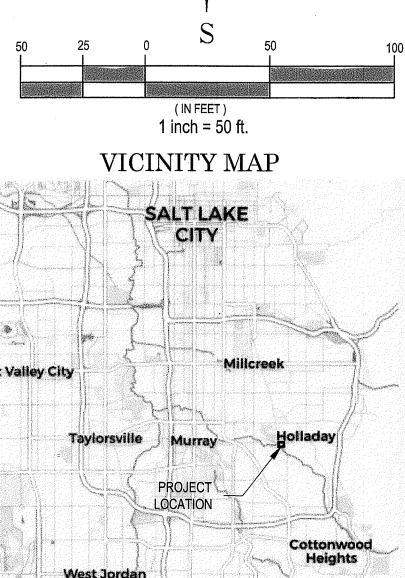 S
50 25 0 50 100
( IN FEET )
1 inch = 50 ft.
VICINITY MAP
SALT LAKE
CITY
Millcreek
Valley City
Taylorsville
Murray
Holladay
PROJECT
LOCATION
Cottonwood
Heights
West Jordan